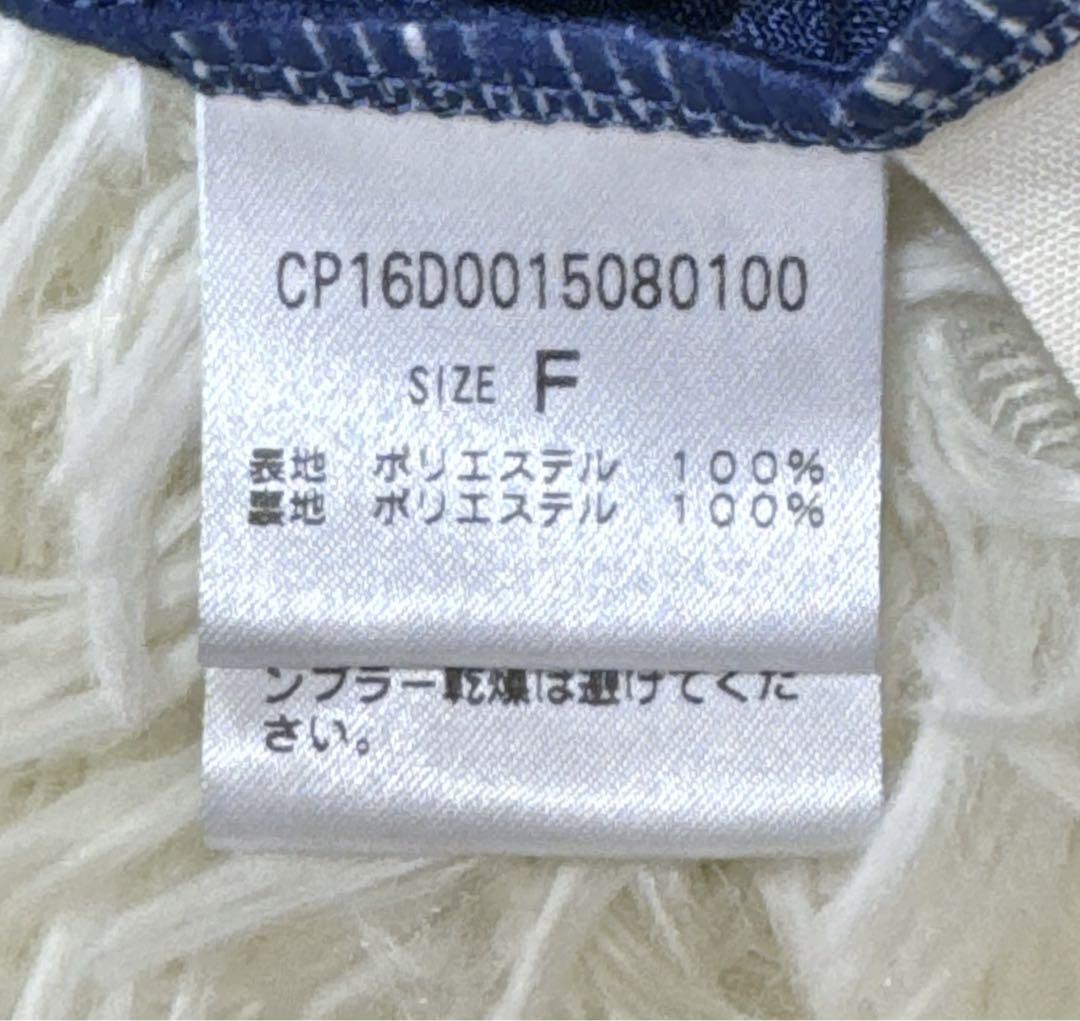 CP16D0015080100
SIZE F
表地 ポリエステル 100%
裏地 ポリエステル 100%
ンブラー乾燥は避けてくだ
さい。